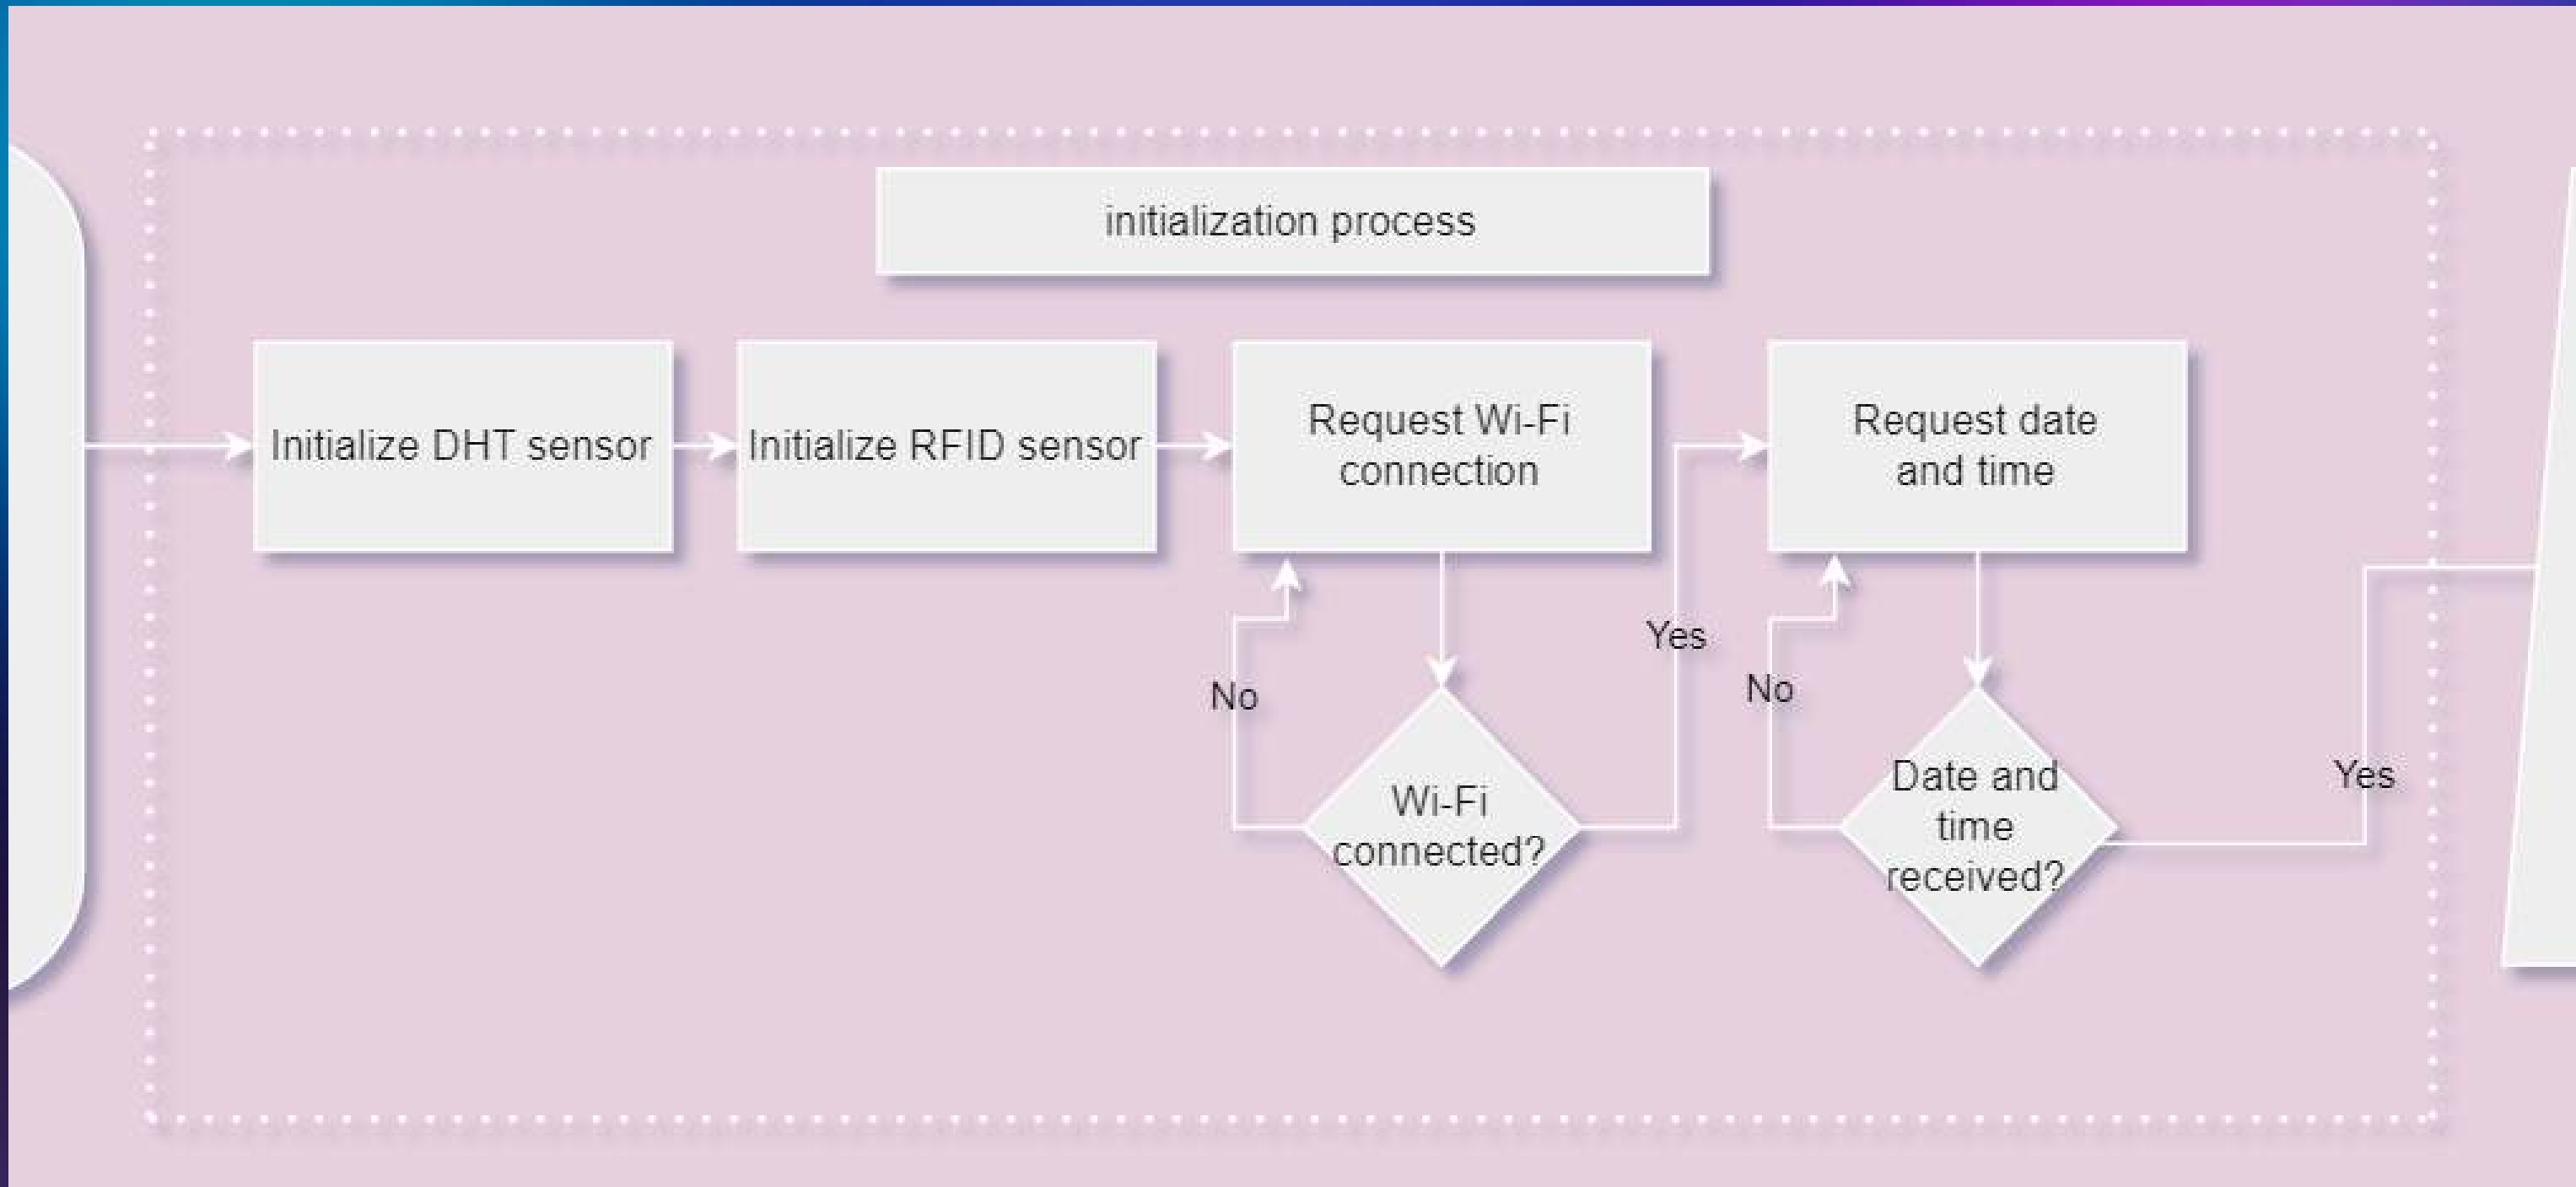 initialization process
Initialize DHT sensor
Initialize RFID sensor
Request Wi-Fi
connection
Request date
and time
Yes
No
No
Yes
Wi-Fi
connected?
Date and
time
received?